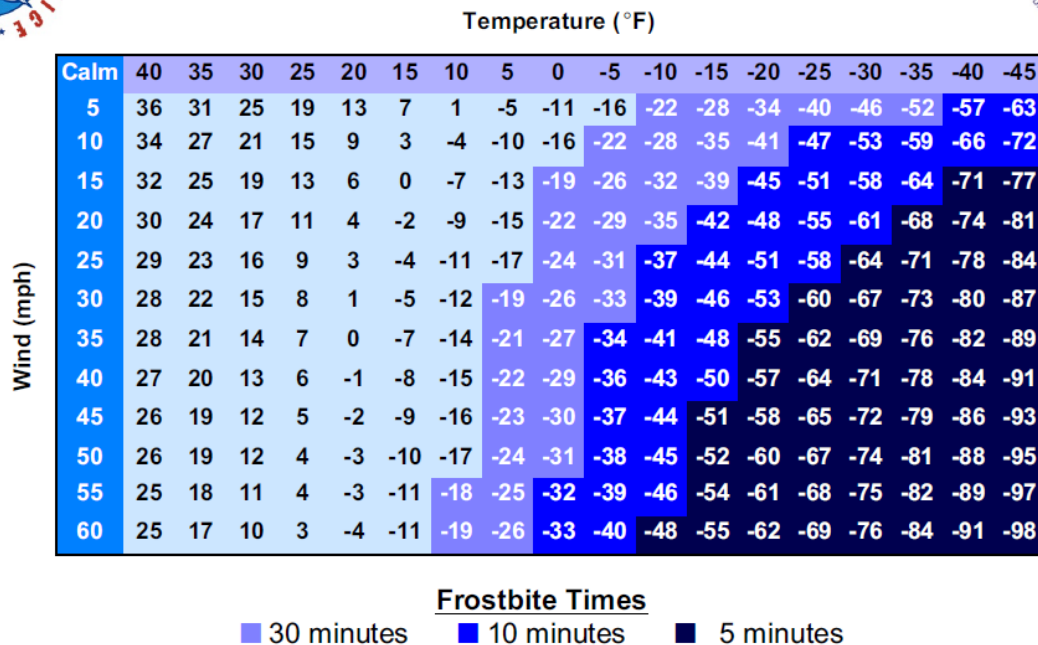 ICE
Temperature (°F)
Calm 40 35 30 25 20 15 10 5 0 -5 -10 -15 -20 -25 -30 -35 -40 -45
5 36 31 25 19 13 7 1 -5 -11 -16 -22 -28 -34 -40 -46 -52 -57 -63
10 34 27 21 15 9 3 -4 -10 -16 -22 -28 -35 -41 -47 -53 -59 -66 -72
15 32 25 19 13 6 0 -7 -13 -19 -26 -32 -39 -45 -51 -58 -64 -71 -77
20 30 24 17 11 4 -2 -9 -15 -22 -29 -35 -42 -48 -55 -61 -68 -74 -81
25 29 23 16 9 3 -4 -11 -17 -24 -31 -37 -44 -51 -58 -64 -71 -78 -84
30 28 22 15 8 1 -5 -12 -19 -26 -33 -39 -46 -53 -60 -67 -73 -80 -87
35 28 21 14 7 0 -7 -14 -21 -27 -34 -41 -48 -55 -62 -69 -76 -82 -89
40 27 20 13 6 -1 -8 -15 -22 -29 -36 -43 -50 -57 -64 -71 -78 -84 -91
45 26 19 12 5 -2 -9 -16 -23 -30 -37 -44 -51 -58 -65 -72 -79 -86 -93
50 26 19 12 4 -3 -10 -17 -24 -31 -38 -45 -52 -60 -67 -74 -81 -88 -95
55 25 18 11 4 -3 -11 -18 -25 -32 -39 -46 -54 -61 -68 -75 -82 -89 -97
60 25 17 10 3 -4 -11 -19 -26 -33 -40 -48 -55 -62 -69 -76 -84 -91 -98
Wind (mph)
Frostbite Times
30 minutes 10 minutes 5 minutes